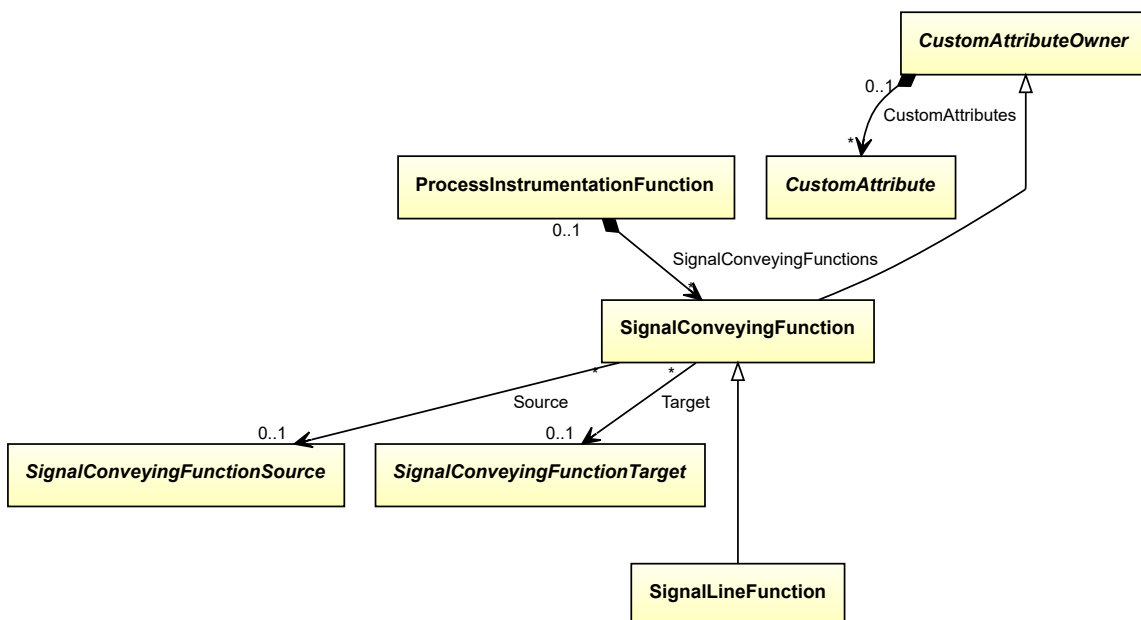 CustomAttributeOwner
0..1
CustomAttributes
*
ProcessInstrumentationFunction
CustomAttribute
0..1
SignalConveyingFunctions
*
SignalConveyingFunction
*
*
Source
Target
0..1
0..1
SignalConveyingFunctionSource
SignalConveyingFunctionTarget
SignalLineFunction